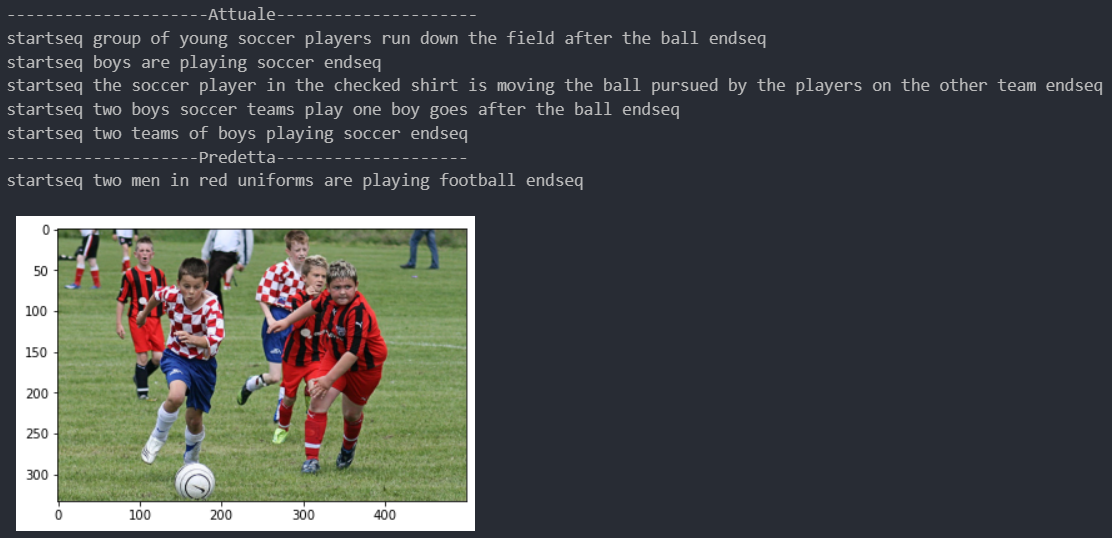 ---------------------Attuale---------------------
startseq group of young soccer players run down the field after the ball endseq
startseq boys are playing soccer endseq
startseq the soccer player in the checked shirt is moving the ball pursued by the players on the other team endseq
startseq two boys soccer teams play one boy goes after the ball endseq
startseq two teams of boys playing soccer endseq
--------------------Predetta--------------------
startseq two men in red uniforms are playing football endseq
0
50
100
150
200
250
300
0 100 200 300 400